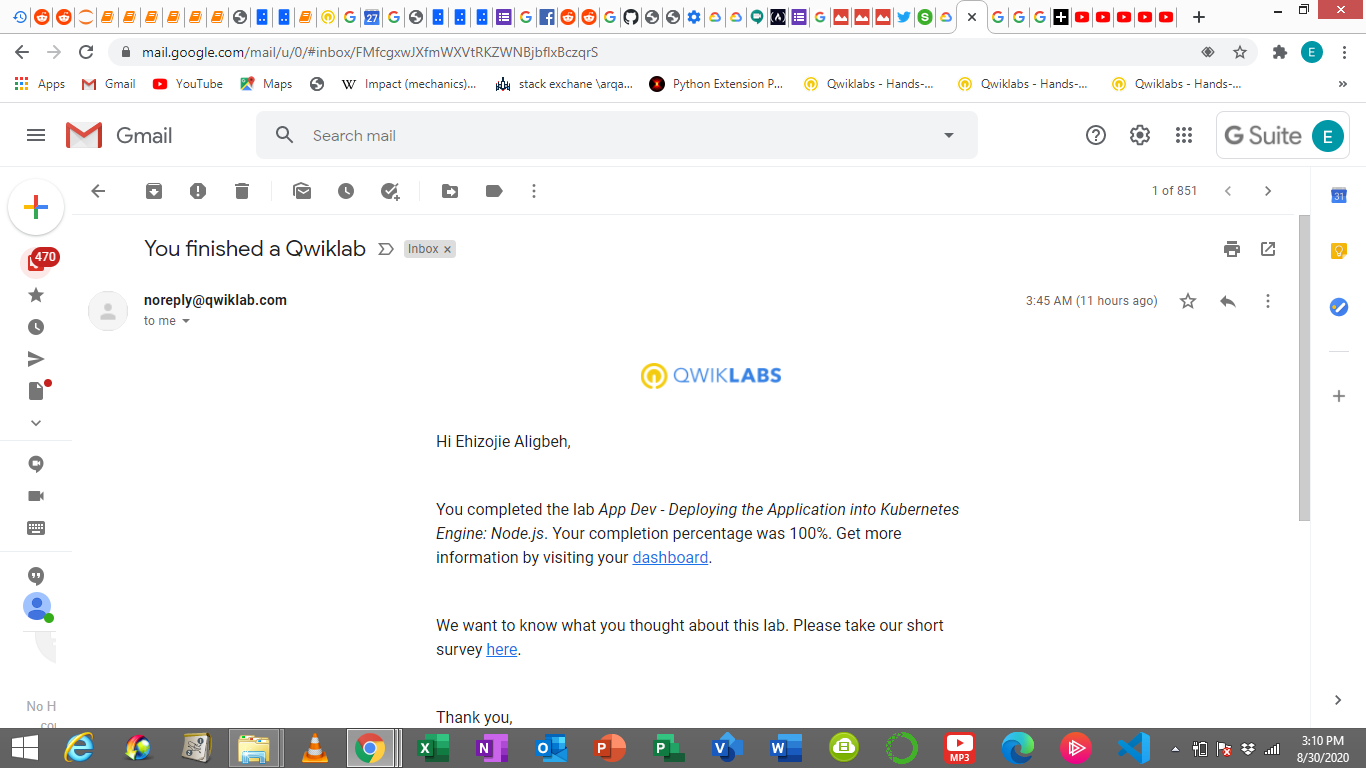 mail.google.com/mail/u/0/#inbox/FMfcgxwJXfmWXVtRKZWNBjbflxBczqrS
E
Apps Gmail YouTube Maps Impact (mechanics)... stack exchane \arqa... Python Extension P... Qwiklabs - Hands-... Qwiklabs - Hands-... Qwiklabs - Hands-... »
Gmail Search mail G Suite E
1 of 851
31
You finished a Qwiklab Inbox x
470
noreply@qwiklab.com 3:45 AM (11 hours ago)
to me
QWIKLABS
Hi Ehizojie Aligbeh,
You completed the lab App Dev - Deploying the Application into Kubernetes
Engine: Node.js. Your completion percentage was 100%. Get more
information by visiting your dashboard.
We want to know what you thought about this lab. Please take our short
survey here.
No H
Thank you,
3:10 PM
MP3
8/30/2020